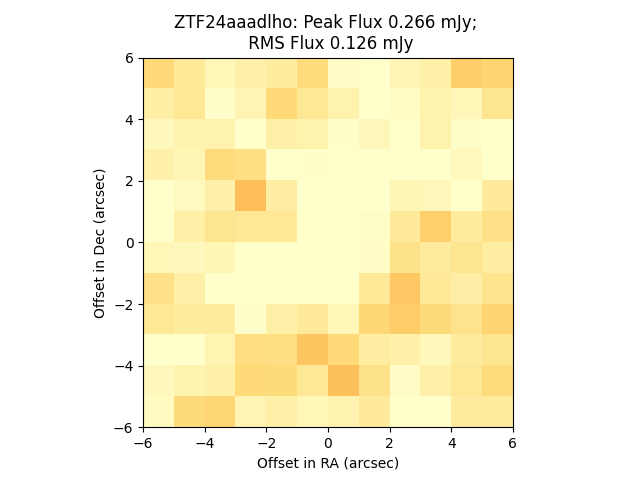 ZTF24aaadlho: Peak Flux 0.266 mJy;
RMS Flux 0.126 mJy
6
4
2
0
−2
−4
−6
Offset in Dec (arcsec)
−6 −4 −2 0 2 4 6
Offset in RA (arcsec)